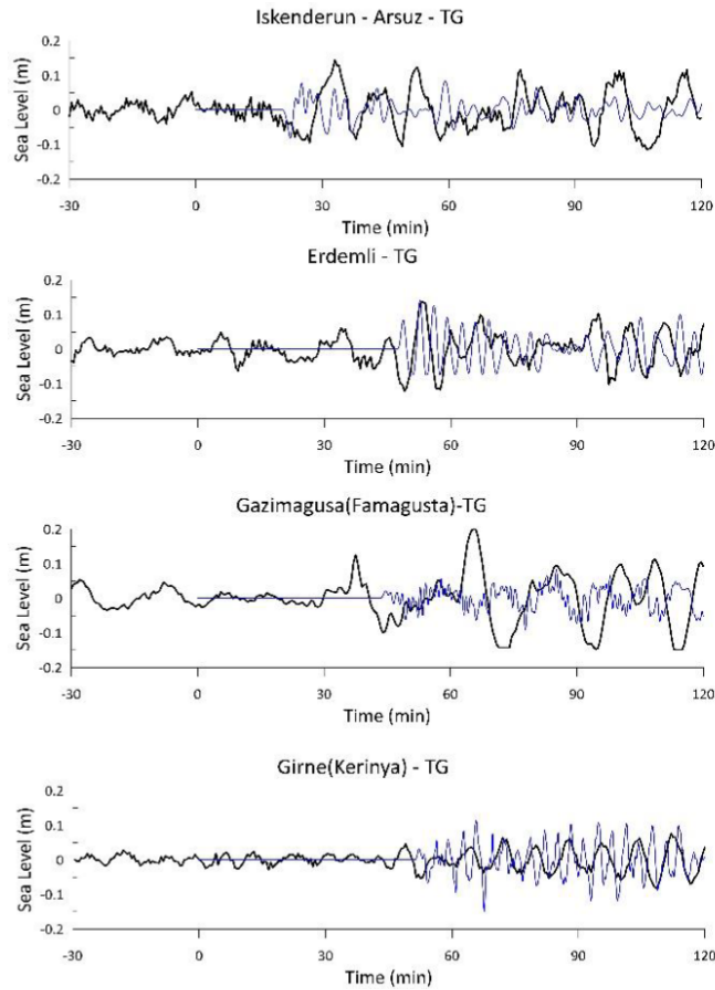 Iskenderun - Arsuz - TG
Sea Level (m)
0.2
0.1
0
-0.1
-0.2
-30 0 30 60 90 120
Time (min)
Erdemli - TG
Sea Level (m)
0.2
0.1
0
-0.1
-0.2
-30 0 30 60 90 120
Time (min)
Gazimagusa(Famagusta)-TG
Sea Level (m)
0.2
0.1
0
-0.1
-0.2
-30 0 30 60 90 120
Time (min)
Girne(Kerinya) - TG
Sea Level (m)
0.2
0.1
0
-0.1
-0.2
-30 0 30 60 90 120
Time (min)